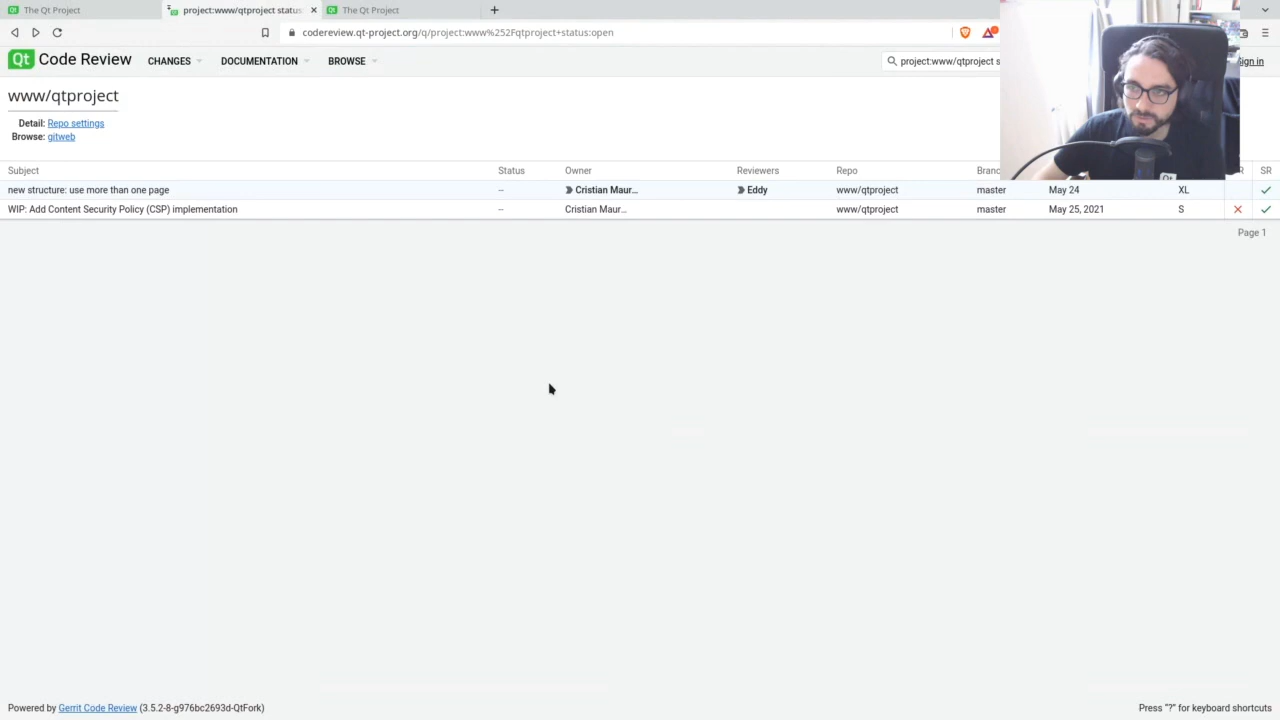 The Qt Project
project:www/qtproject status:
The Qt Project
codereview.qt-project.org/q/project:www%252Fqtproject+status:open
Qt Code Review CHANGES DOCUMENTATION BROWSE project:www/qtproject s Sign in
www/qtproject
Detail: Repo settings
Browse: gitweb
Subject Status Owner Reviewers Repo Branc R SR
new structure: use more than one page -- Cristian Maur... Eddy www/qtproject master May 24 XL
WIP: Add Content Security Policy (CSP) implementation -- Cristian Maur... www/qtproject master May 25, 2021 S
Page 1
Powered by Gerrit Code Review (3.5.2-8-g976bc2693d-QtFork) Press "?" for keyboard shortcuts